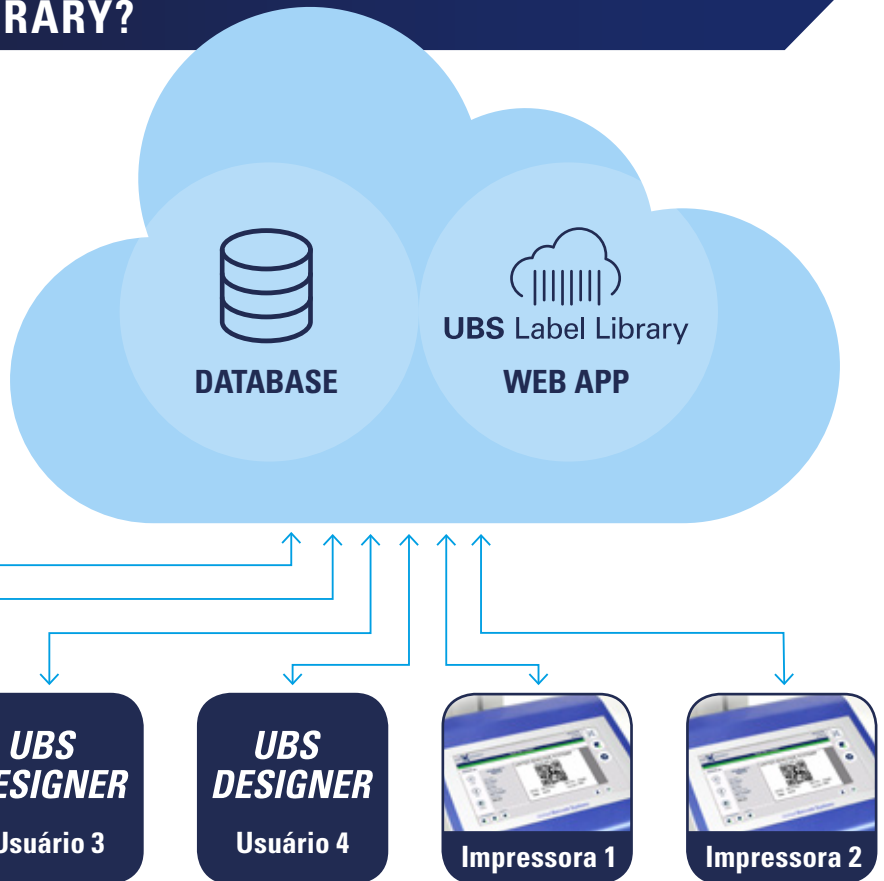 RARY?
UBS Label Library
DATABASE
WEB APP
UBS
ESIGNER
Usuário 3
UBS
DESIGNER
Usuário 4
Impressora 1
Impressora 2